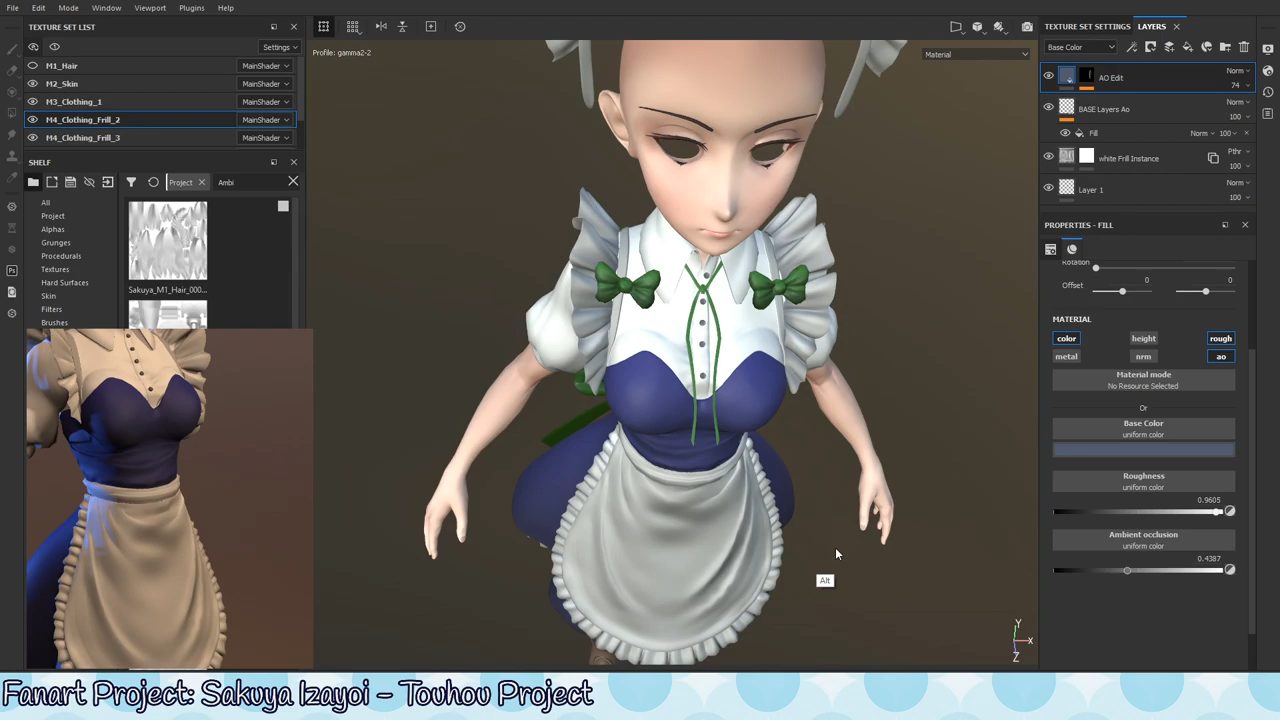 File Edit Mode Window Viewport Plugins Help
TEXTURE SET LIST
Settings
M1_Hair MainShader
M2_Skin MainShader
M3_Clothing_1 MainShader
M4_Clothing_Frill_2 MainShader
M4_Clothing_Frill_3 MainShader
SHELF
Project Ambi
All
Project
Alphas
Grunges
Procedurals
Textures
Hard Surfaces
Skin
Filters
Brushes
Sakuya_M1_Hair_000...
Profile: gamma2-2
Material
Alt
Y
X
Z
TEXTURE SET SETTINGS LAYERS
Base Color
AO Edit Norm
74
BASE Layers Ao Norm
100
Fill Norm 100
white Frill Instance Pthr
100
Layer 1 Norm
100
PROPERTIES - FILL
Rotation
Offset 0 0
MATERIAL
color height rough
metal nrm ao
Material mode
No Resource Selected
Or
Base Color
uniform color
Roughness
uniform color
0.9605
Ambient occlusion
uniform color
0.4387
Fanart Project: Sakuya Izayoi - Touhou Project